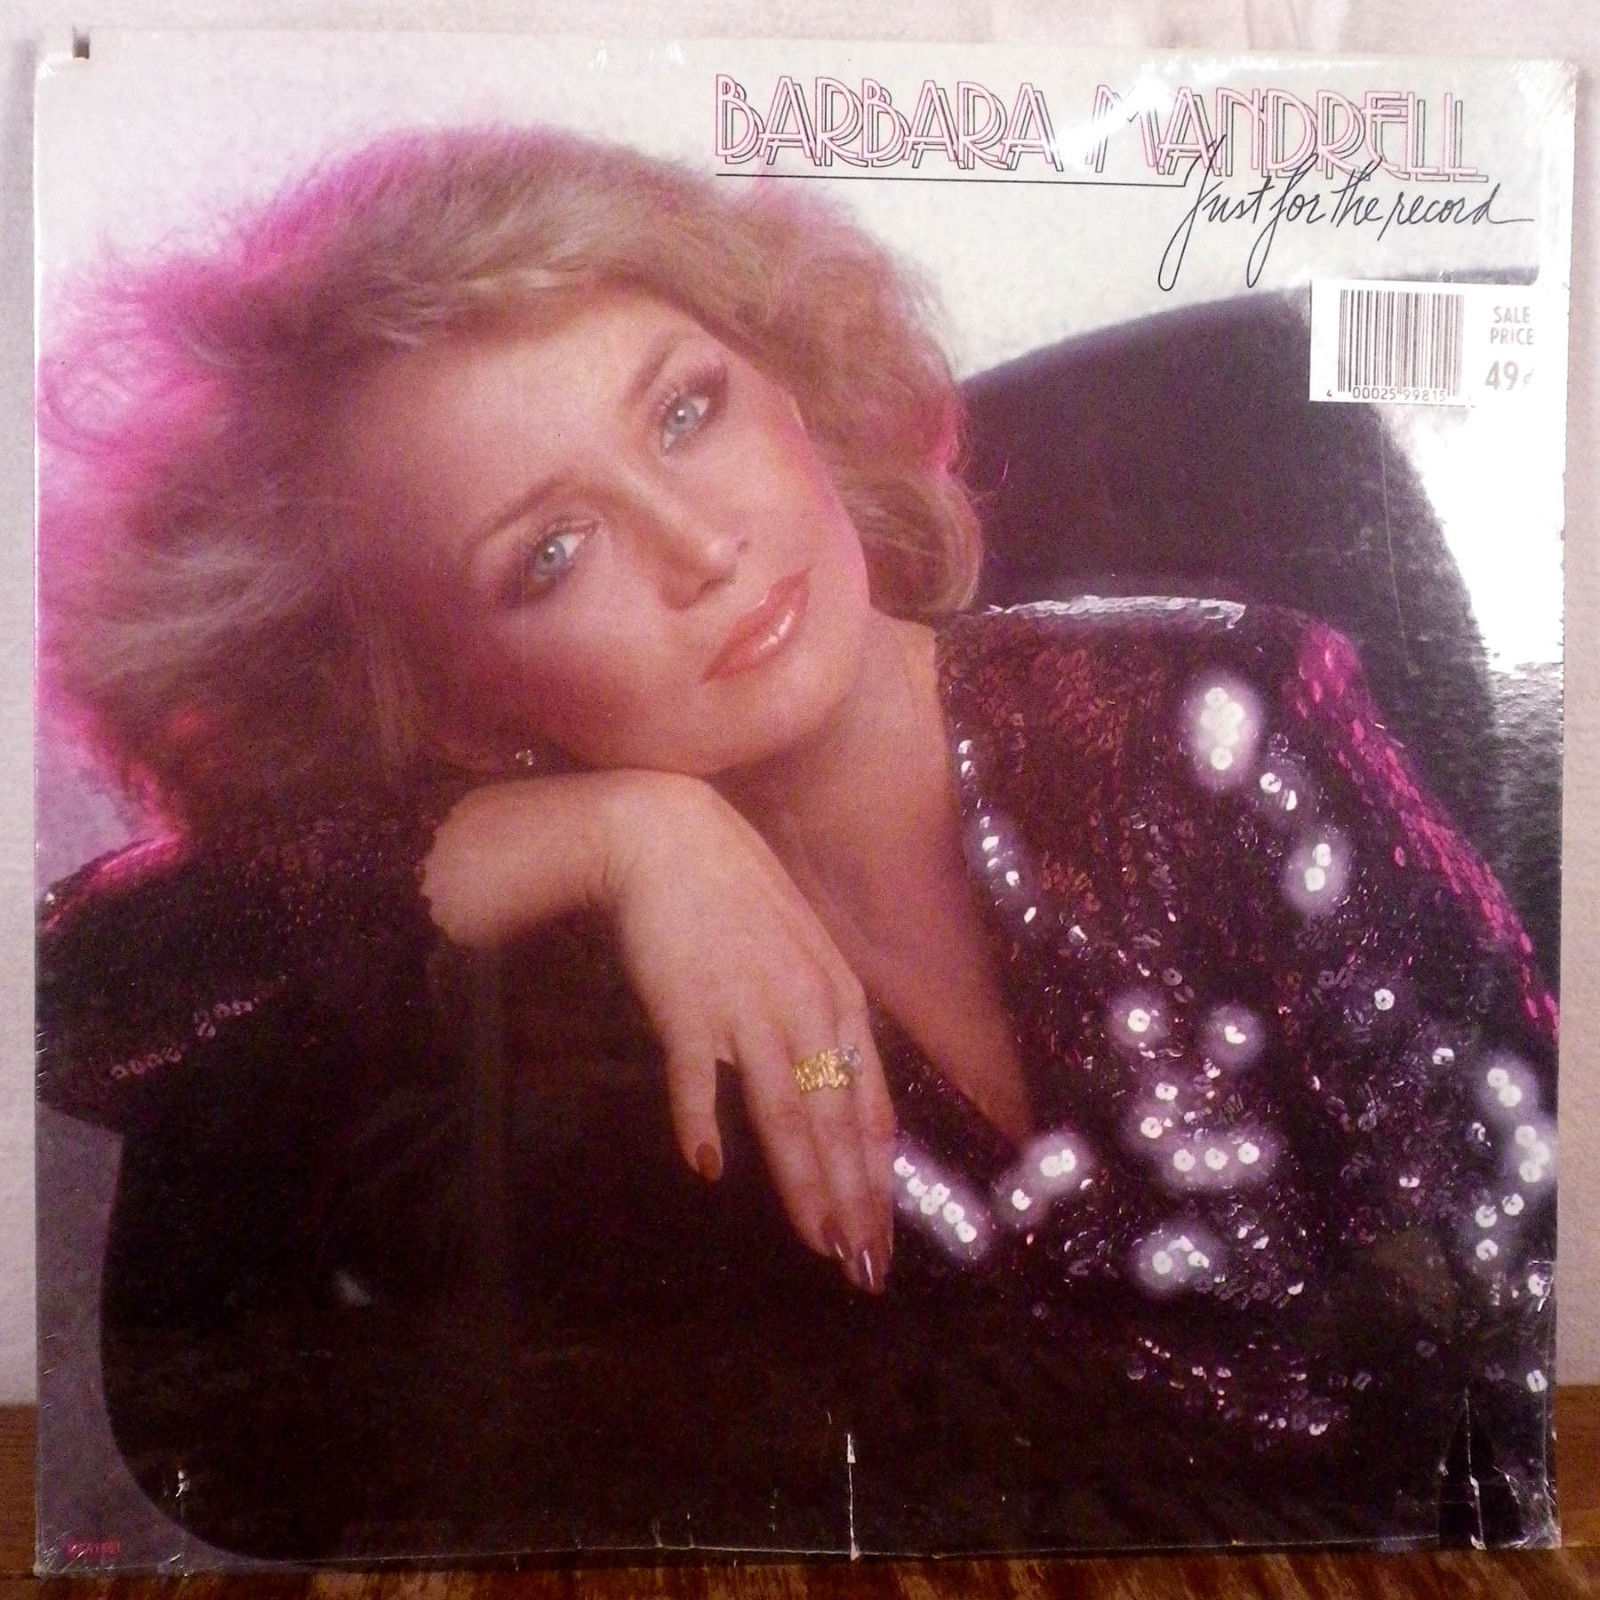 BARBARA MANDRELL
Just for the record
SALE
PRICE
49¢
4 00025 99815